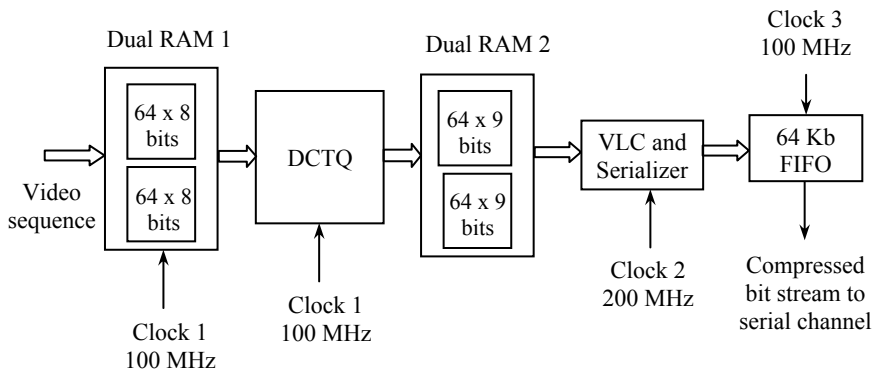 Dual RAM 1
64 x 8
bits
64 x 8
bits
Video
sequence
Clock 1
100 MHz
DCTQ
Clock 1
100 MHz
Dual RAM 2
64 x 9
bits
64 x 9
bits
VLC and
Serializer
Clock 2
200 MHz
Clock 3
100 MHz
64 Kb
FIFO
Compressed
bit stream to
serial channel